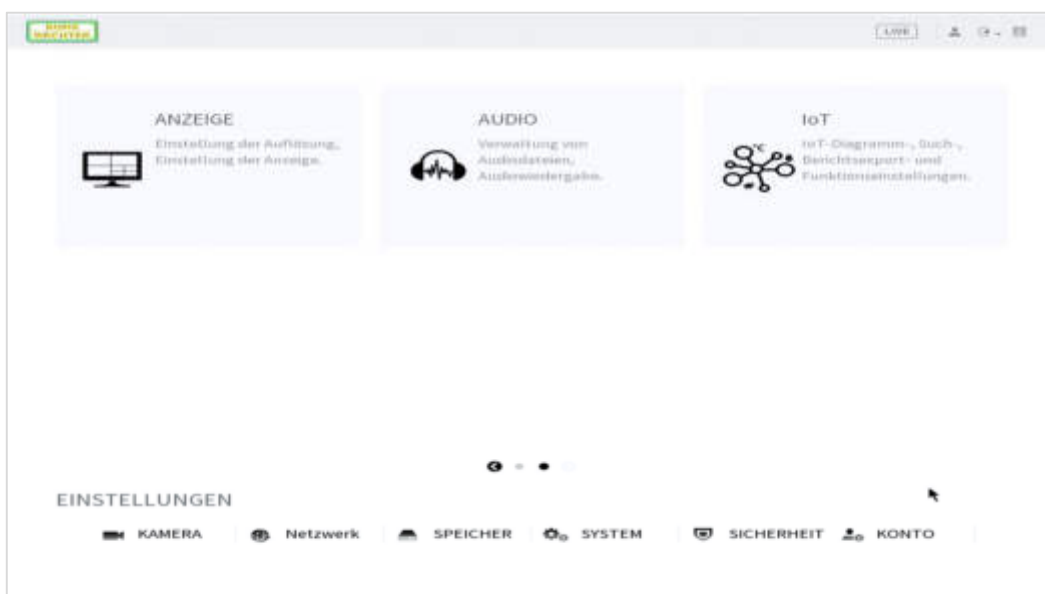 LIVE
ANZEIGE
Einstellung der Auflösung,
Einstellung der Anzeige.
AUDIO
Verwaltung von
Audiodateien,
Audiowiedergabe.
IoT
IoT-Diagramm-, Such-,
Berichtsexport- und
Funktionseinstellungen.
EINSTELLUNGEN
KAMERA
Netzwerk
SPEICHER
SYSTEM
SICHERHEIT
KONTO